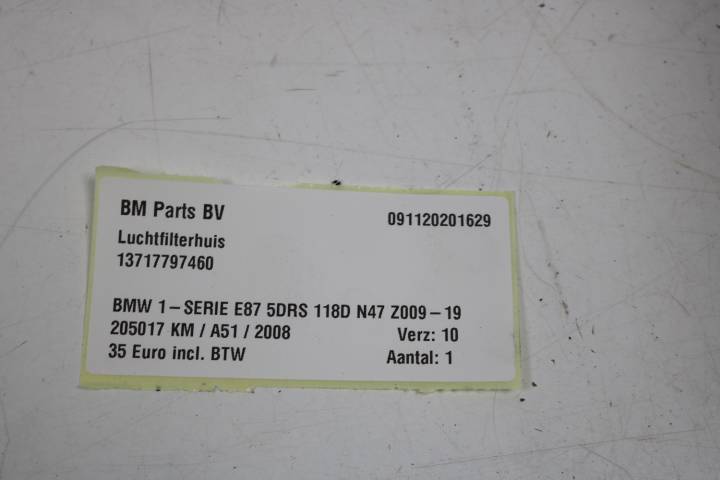 BM Parts BV 091120201629
Luchtfilterhuis
13717797460
BMW 1-SERIE E87 5DRS 118D N47 Z009-19
205017 KM / A51 / 2008 Verz: 10
35 Euro incl. BTW Aantal: 1